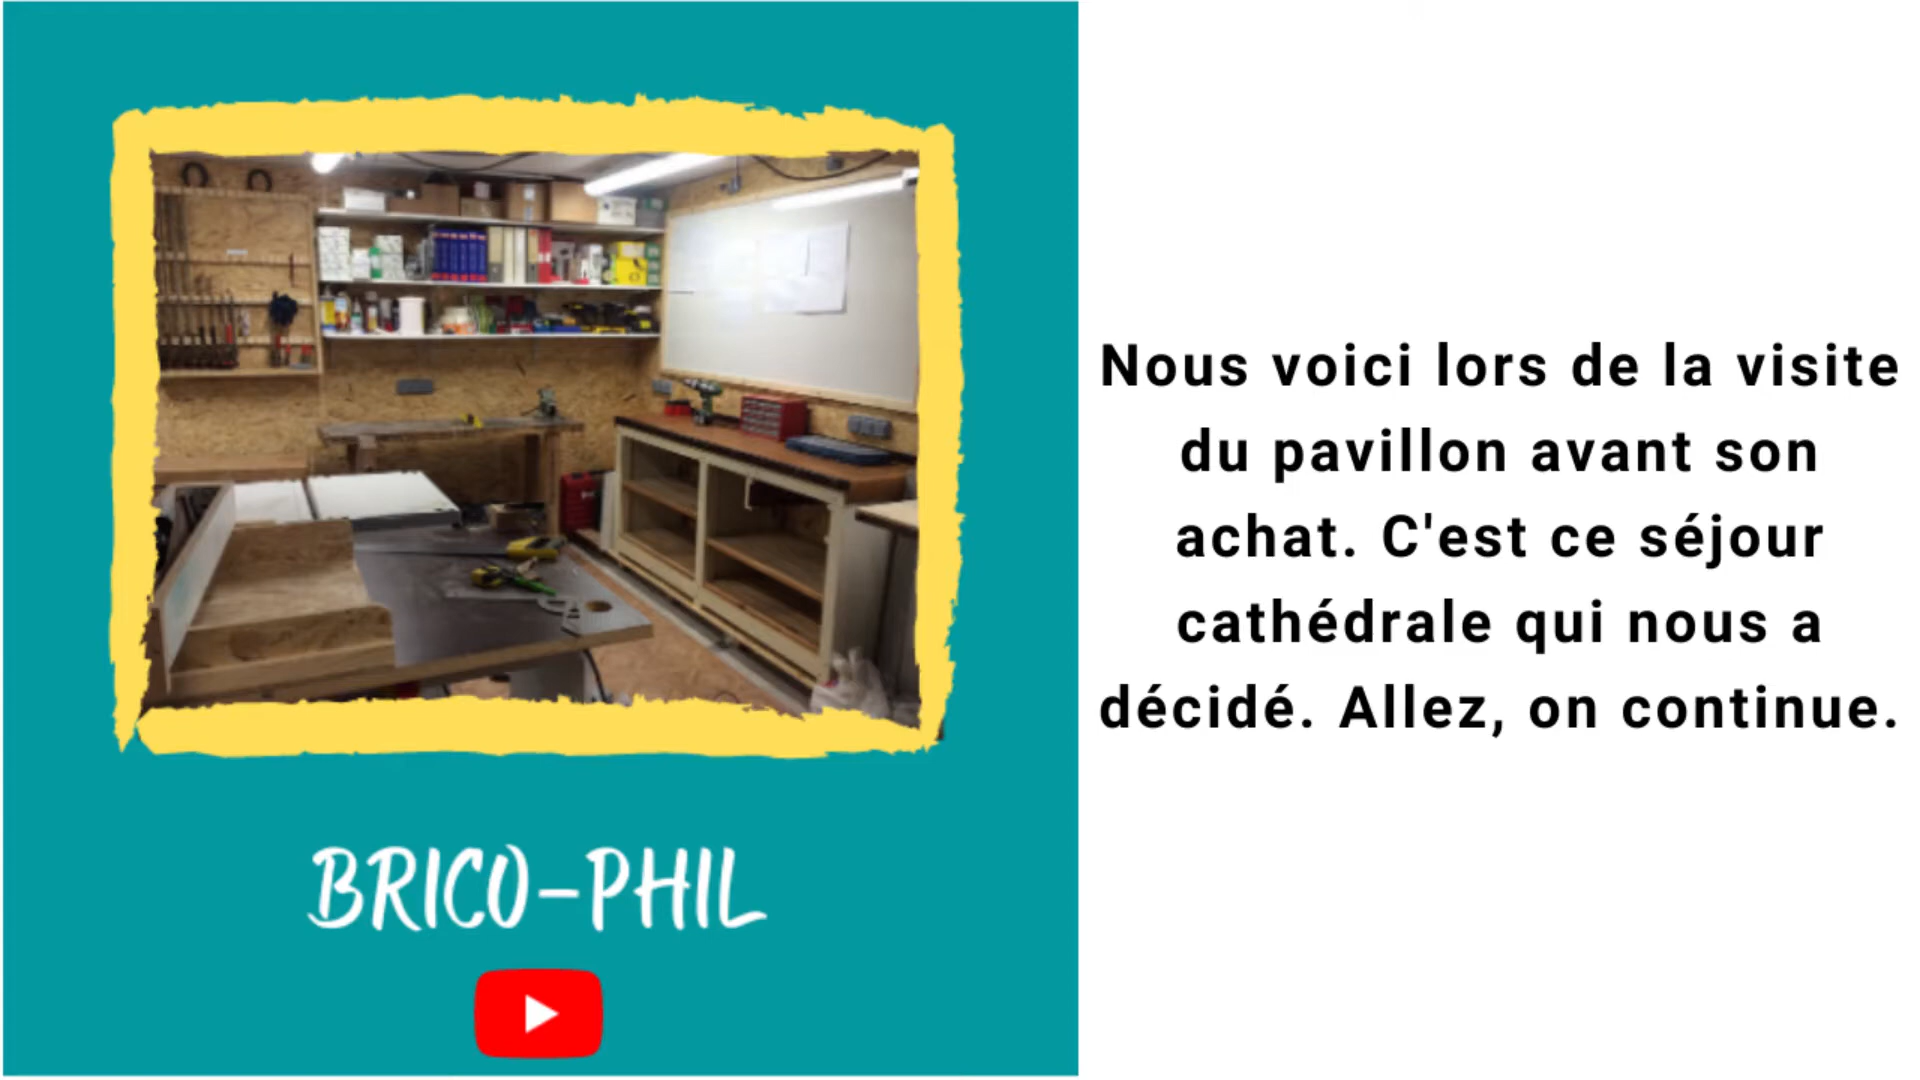 BRICO-PHIL
Nous voici lors de la visite
du pavillon avant son
achat. C'est ce séjour
cathédrale qui nous a
décidé. Allez, on continue.